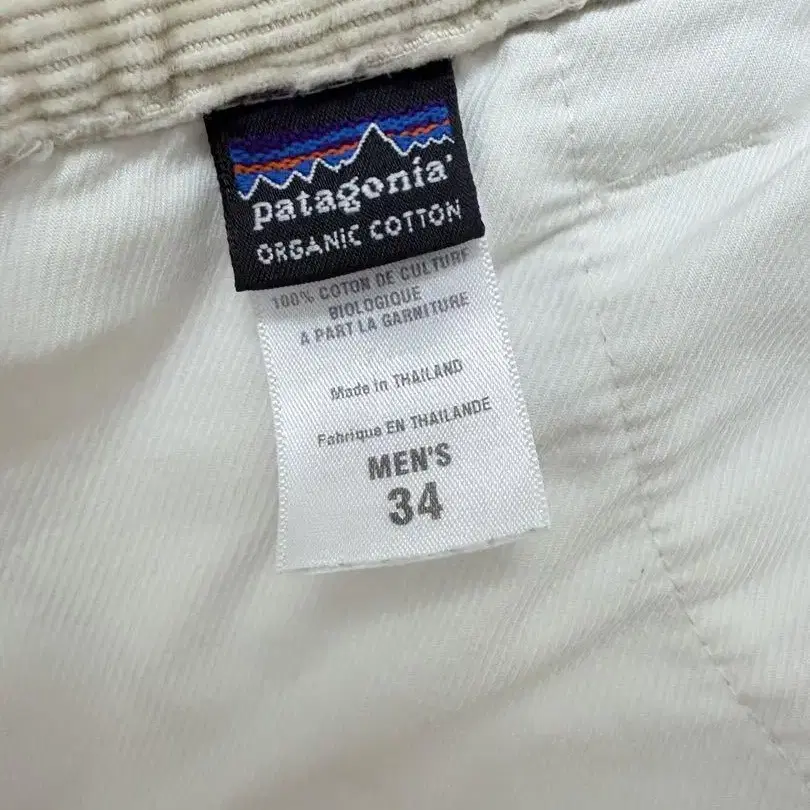 patagonia
ORGANIC COTTON
100% COTON DE CULTURE
BIOLOGIQUE
A PART LA GARNITURE
Made in THAILAND
Fabrique EN THAILANDE
MEN'S
34